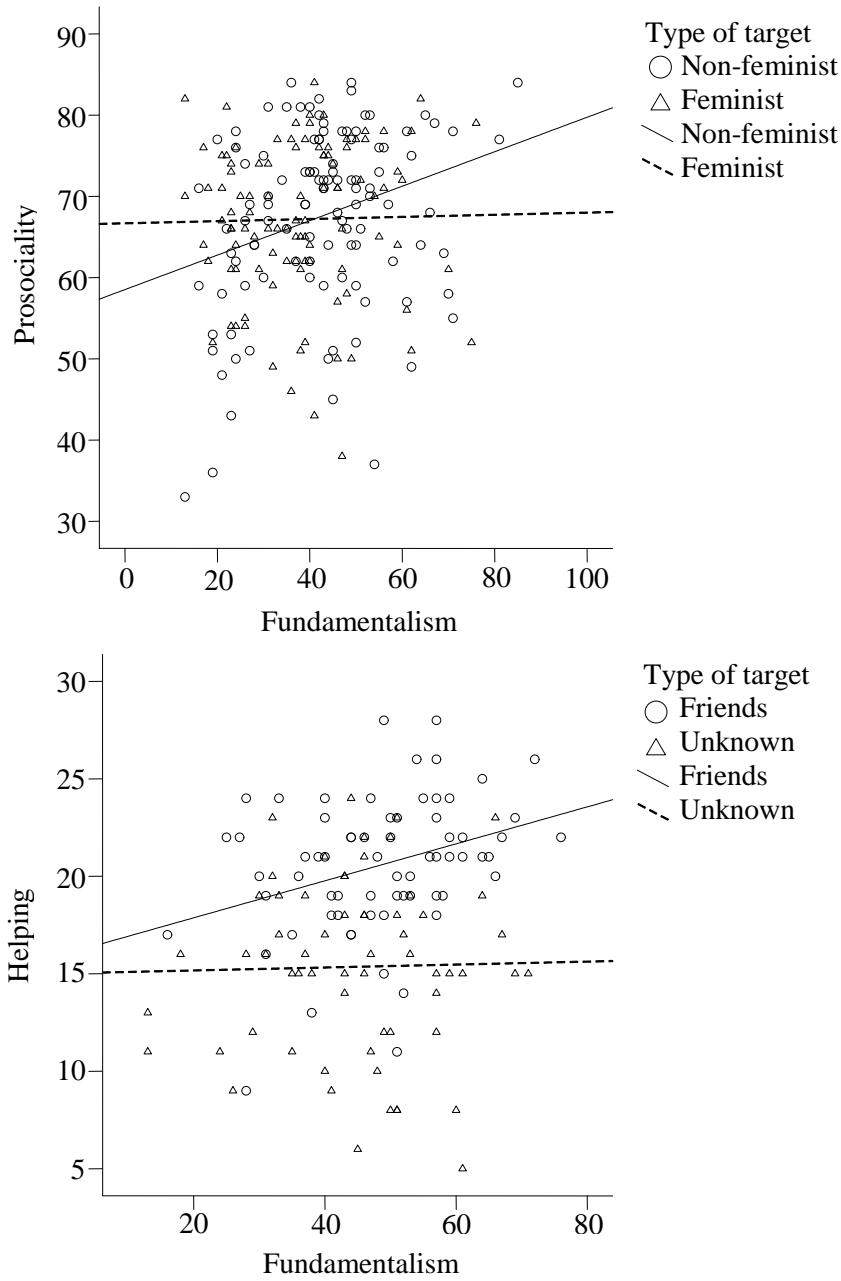 90
80
70
60
50
40
30
Prosociality
0 20 40 60 80 100
Fundamentalism
Type of target
Non-feminist
Feminist
Non-feminist
Feminist
30
25
20
15
10
5
Helping
20 40 60 80
Fundamentalism
Type of target
Friends
Unknown
Friends
Unknown